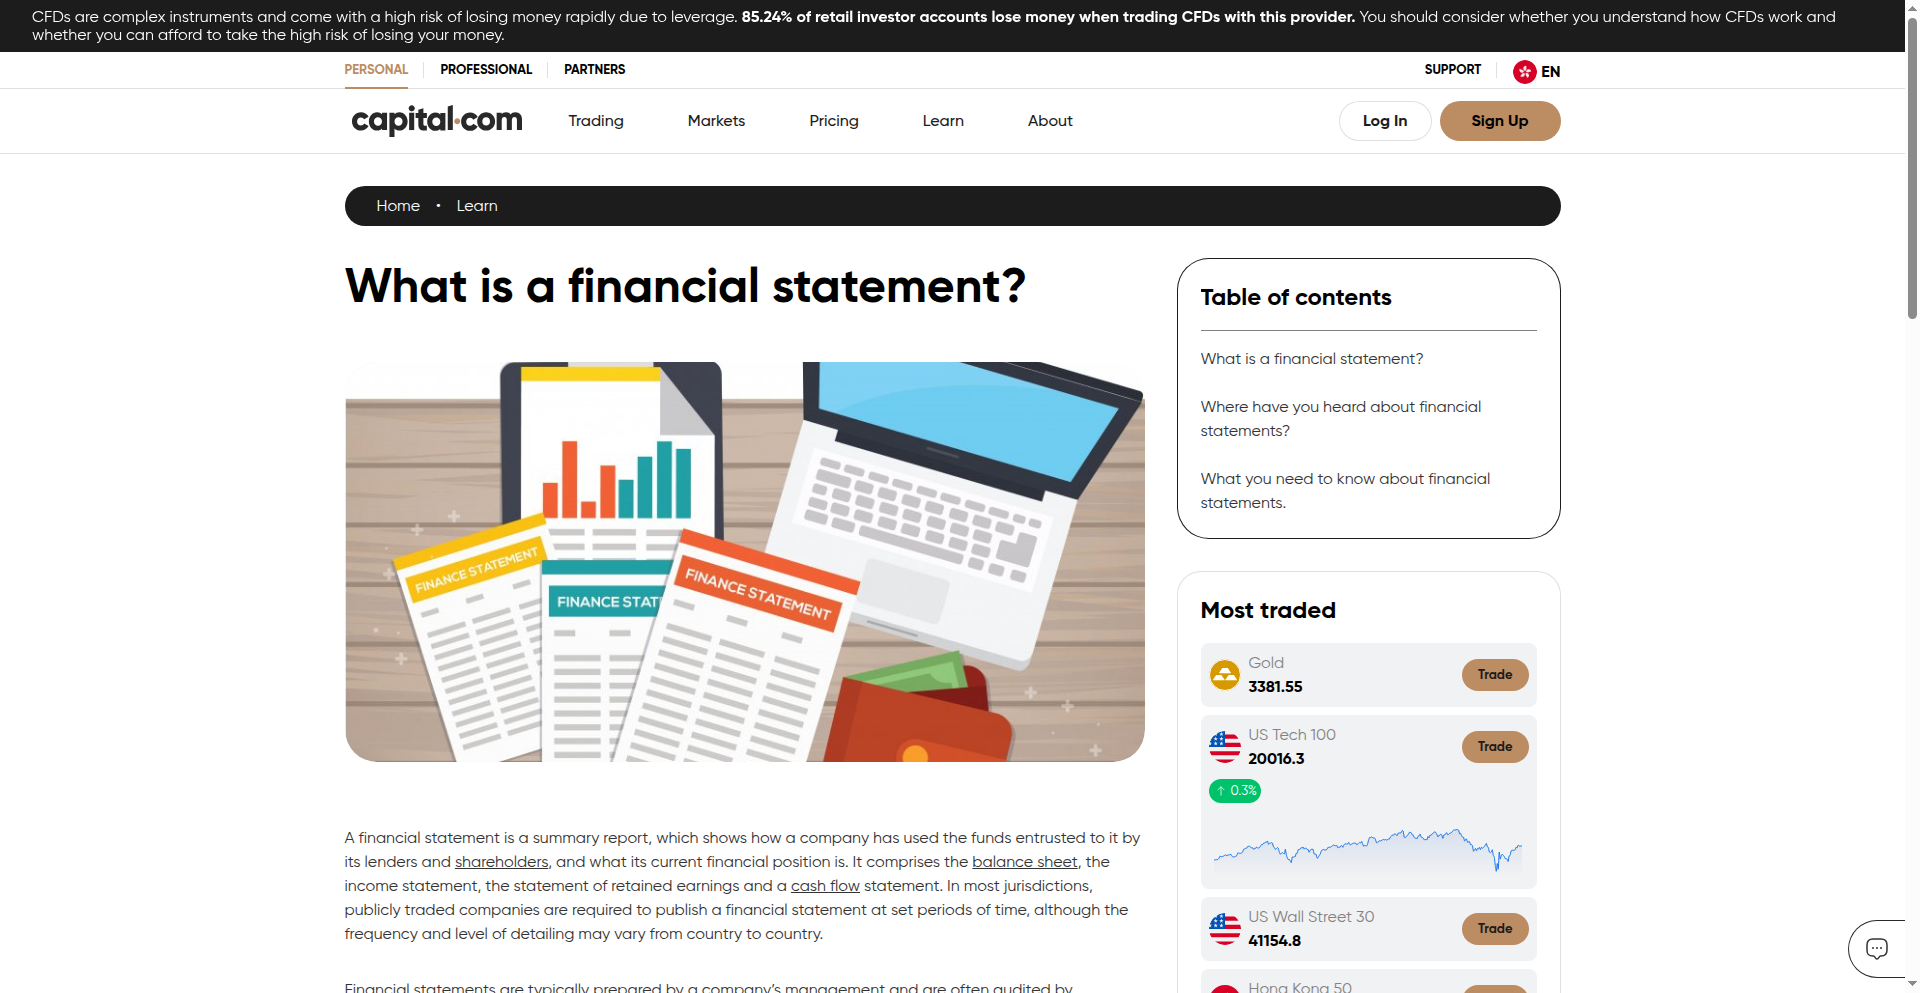 CFDs are complex instruments and come with a high risk of losing money rapidly due to leverage. 85.24% of retail investor accounts lose money when trading CFDs with this provider. You should consider whether you understand how CFDs work and
whether you can afford to take the high risk of losing your money.
PERSONAL
PROFESSIONAL
PARTNERS
SUPPORT
EN
capital.com
Trading
Markets
Pricing
Learn
About
Log In
Sign Up
Home • Learn
What is a financial statement?
FINANCE STATEMENT
FINANCE STAT
FINANCE STATEMENT
A financial statement is a summary report, which shows how a company has used the funds entrusted to it by
its lenders and shareholders, and what its current financial position is. It comprises the balance sheet, the
income statement, the statement of retained earnings and a cash flow statement. In most jurisdictions,
publicly traded companies are required to publish a financial statement at set periods of time, although the
frequency and level of detailing may vary from country to country.
Financial statements are typically prepared by a company's management and are often audited by
Table of contents
What is a financial statement?
Where have you heard about financial
statements?
What you need to know about financial
statements.
Most traded
Gold
3381.55
Trade
US Tech 100
20016.3
Trade
↑ 0.3%
US Wall Street 30
41154.8
Trade
Hong Kong 50